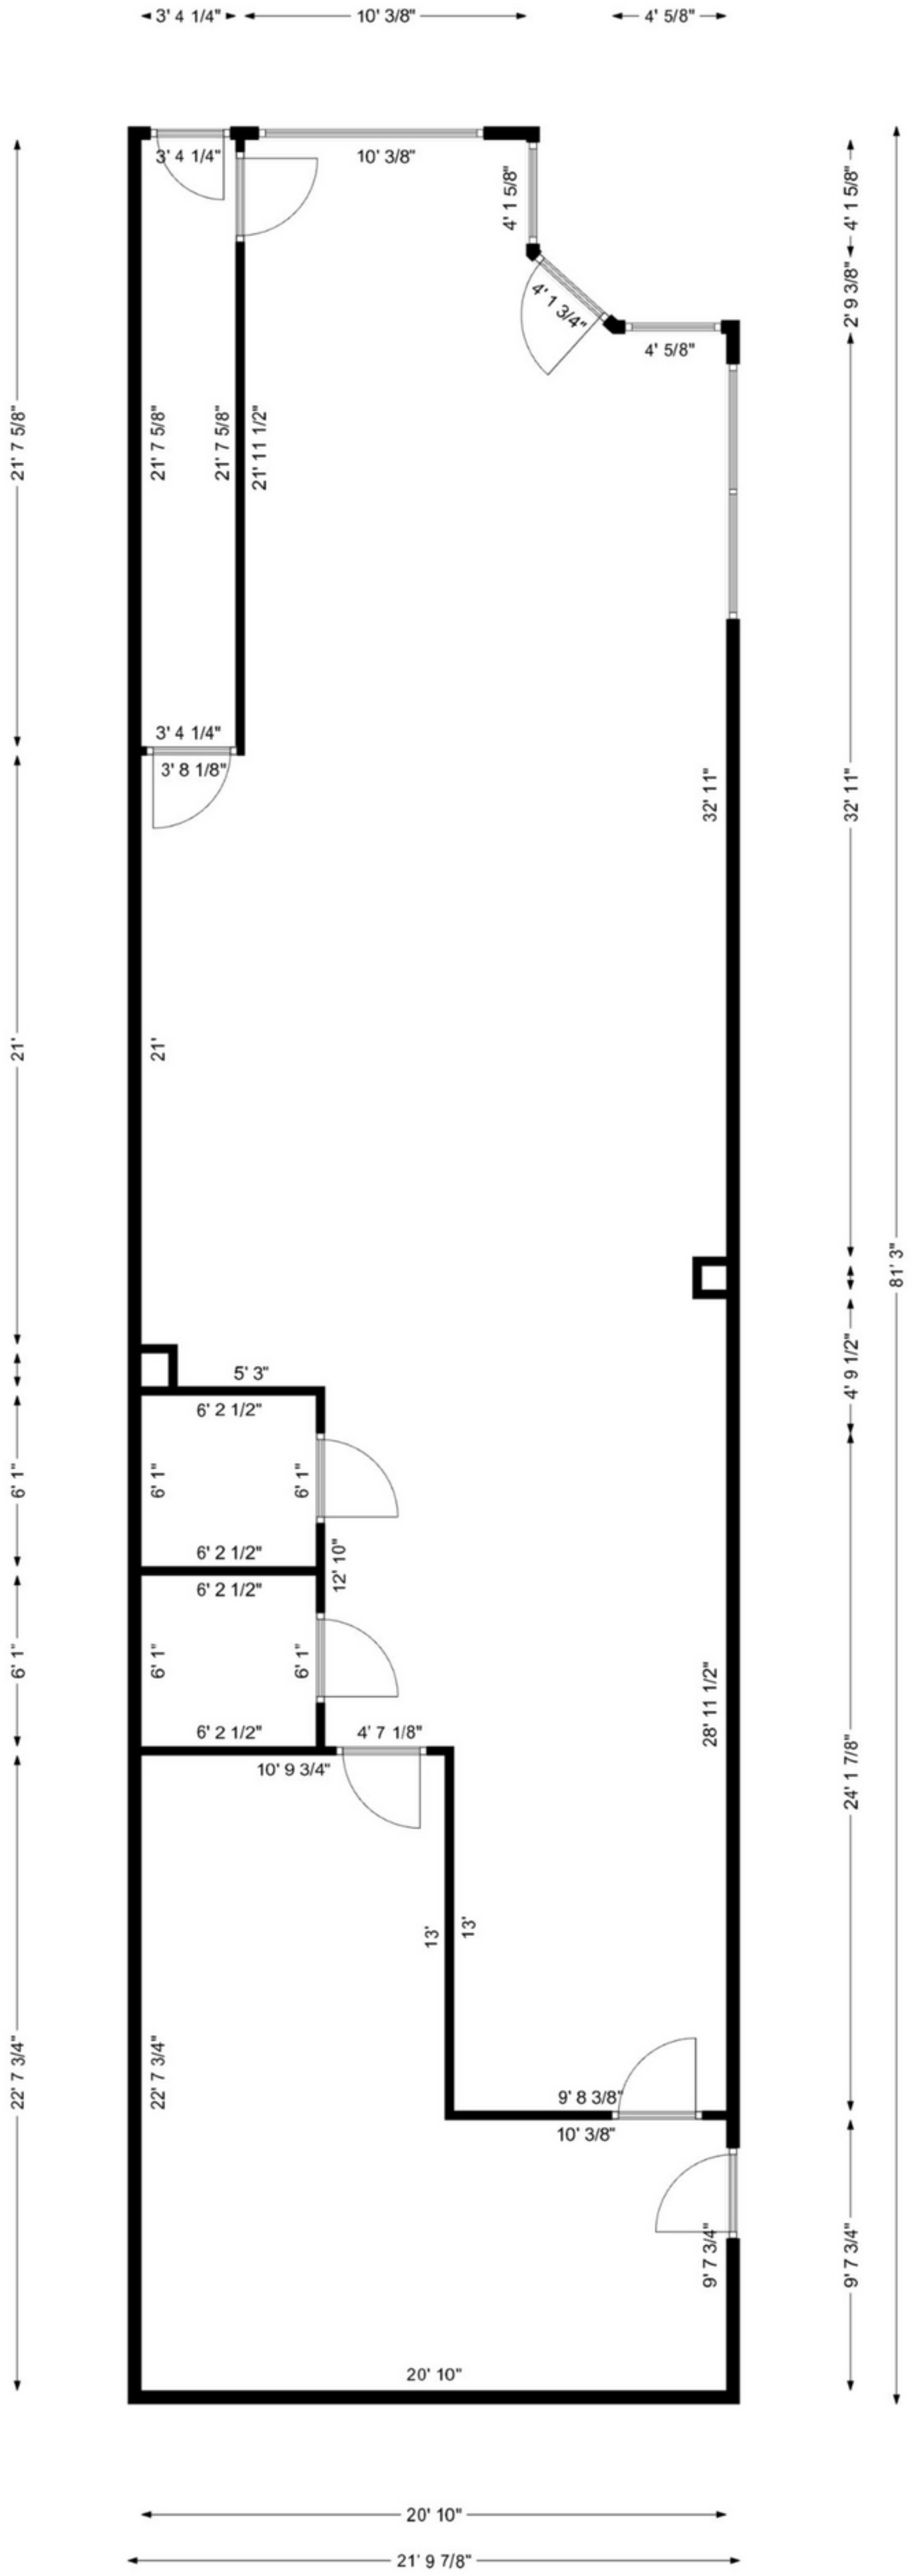 3' 4 1/4"
10' 3/8"
4' 5/8"
3' 4 1/4"
10' 3/8"
4' 1 5/8"
4' 1 5/8"
2' 9 3/8"
4' 1 3/4"
4' 5/8"
21' 7 5/8"
21' 7 5/8"
21' 7 5/8"
21' 11 1/2"
3' 4 1/4"
3' 8 1/8"
32' 11"
32' 11"
21'
21'
81' 3"
5' 3"
4' 9 1/2"
6' 2 1/2"
6' 1"
6' 1"
6' 1"
6' 2 1/2"
12' 10"
6' 2 1/2"
6' 1"
6' 1"
6' 1"
28' 11 1/2"
6' 2 1/2"
4' 7 1/8"
10' 9 3/4"
24' 1 7/8"
13'
13'
22' 7 3/4"
22' 7 3/4"
9' 8 3/8"
10' 3/8"
9' 7 3/4"
9' 7 3/4"
20' 10"
20' 10"
21' 9 7/8"